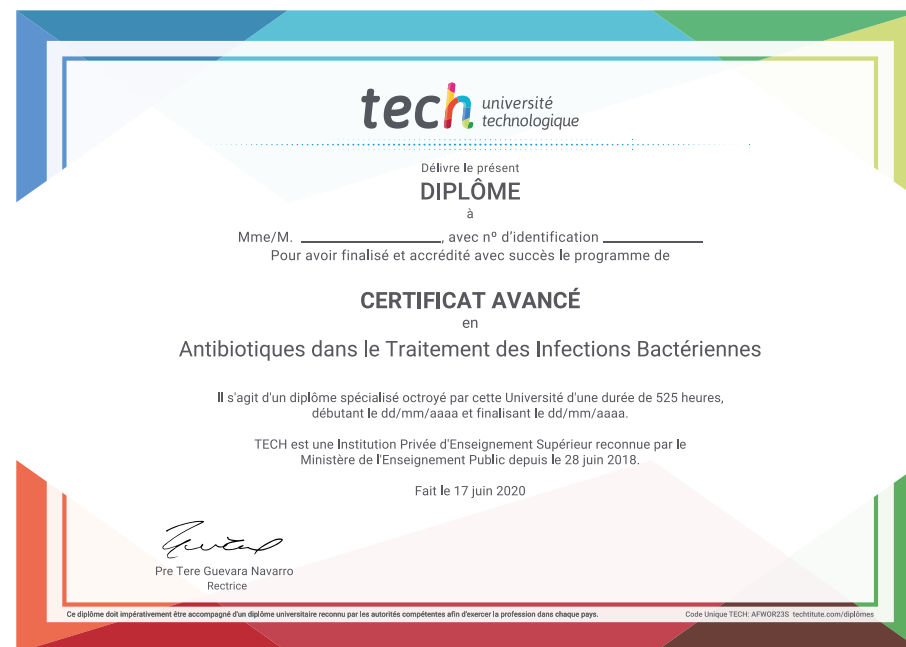 tech université
technologique
Délivre le présent
DIPLÔME
à
Mme/M. ____________________, avec nº d'identification ______________
Pour avoir finalisé et accrédité avec succès le programme de
CERTIFICAT AVANCÉ
en
Antibiotiques dans le Traitement des Infections Bactériennes
Il s'agit d'un diplôme spécialisé octroyé par cette Université d'une durée de 525 heures,
débutant le dd/mm/aaaa et finalisant le dd/mm/aaaa.
TECH est une Institution Privée d'Enseignement Supérieur reconnue par le
Ministère de l'Enseignement Public depuis le 28 juin 2018.
Fait le 17 juin 2020
Pre Tere Guevara Navarro
Rectrice
Ce diplôme doit impérativement être accompagné d'un diplôme universitaire reconnu par les autorités compétentes afin d'exercer la profession dans chaque pays.
Code Unique TECH: AFWOR23S techtitute.com/diplômes